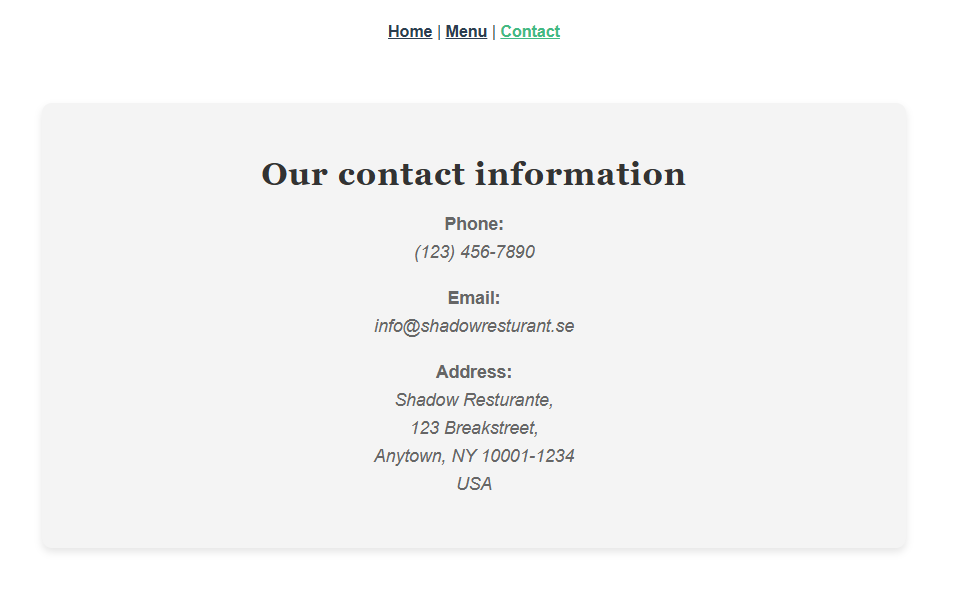 Home | Menu | Contact
Our contact information
Phone:
(123) 456-7890
Email:
info@shadowresturant.se
Address:
Shadow Resturante,
123 Breakstreet,
Anytown, NY 10001-1234
USA